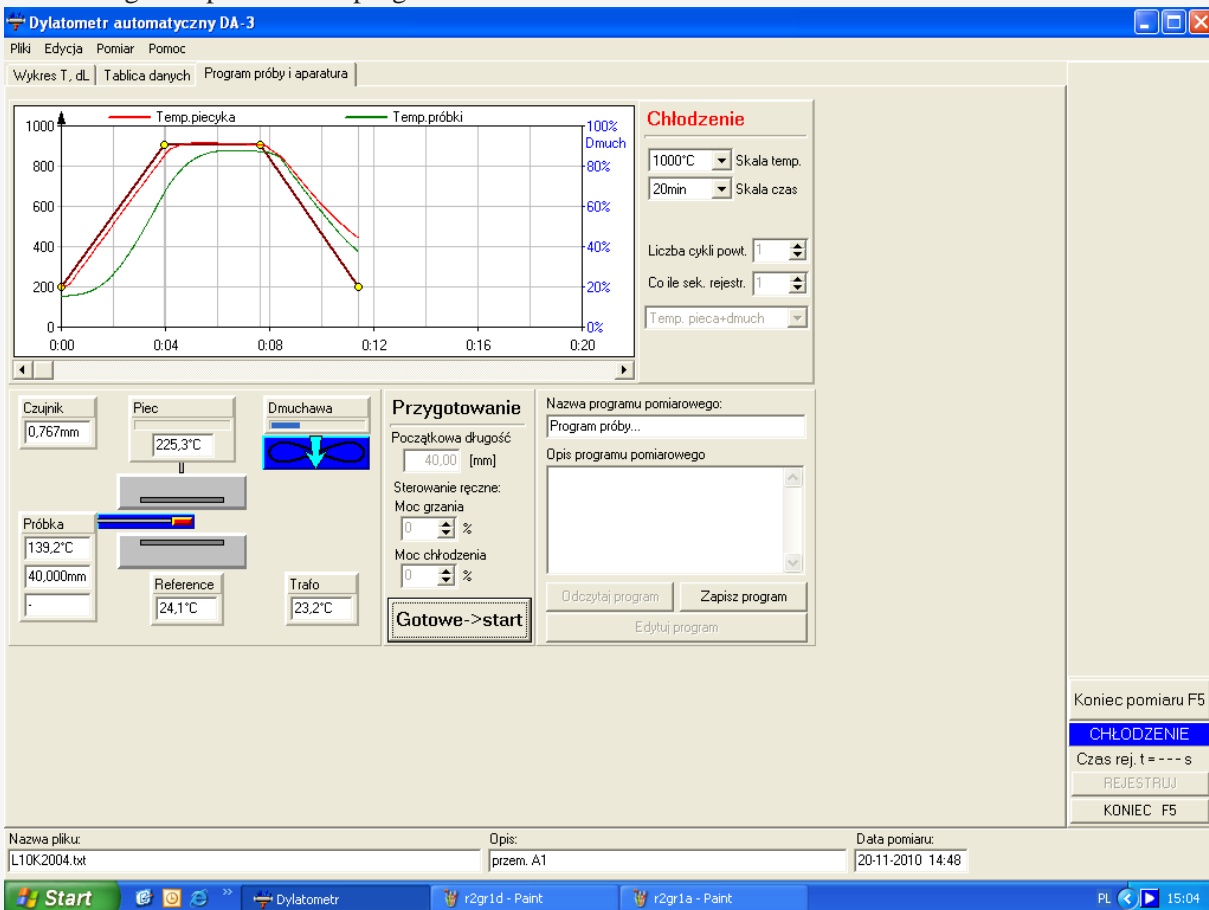 Dylatometr automatyczny DA-3
Pliki Edycja Pomiar Pomoc
Wykres T, dL Tablica danych Program próby i aparatura
Temp.piecyka Temp.próbki
1000
800
600
400
200
0
0:00 0:04 0:08 0:12 0:16 0:20
100%
Dmuch
80%
60%
40%
20%
0%
Chłodzenie
1000°C Skala temp.
20min Skala czas
Liczba cykli powt. 1
Co ile sek. rejestr. 1
Temp. pieca+dmuch
Czujnik
0,767mm
Piec
225,3°C
Dmuchawa
Próbka
139,2°C
40,000mm
-
Reference
24,1°C
Trafo
23,2°C
Przygotowanie
Początkowa długość
40,00 [mm]
Sterowanie ręczne:
Moc grzania
0 %
Moc chłodzenia
0 %
Gotowe->start
Nazwa programu pomiarowego:
Program próby...
Opis programu pomiarowego
Odczytaj program Zapisz program
Edytuj program
Koniec pomiaru F5
CHŁODZENIE
Czas rej. t = - - - s
REJESTRUJ
KONIEC F5
Nazwa pliku: Opis: Data pomiaru:
L10K2004.txt przem. A1 20-11-2010 14:48
Start Dylatometr r2gr1d - Paint r2gr1a - Paint PL 15:04